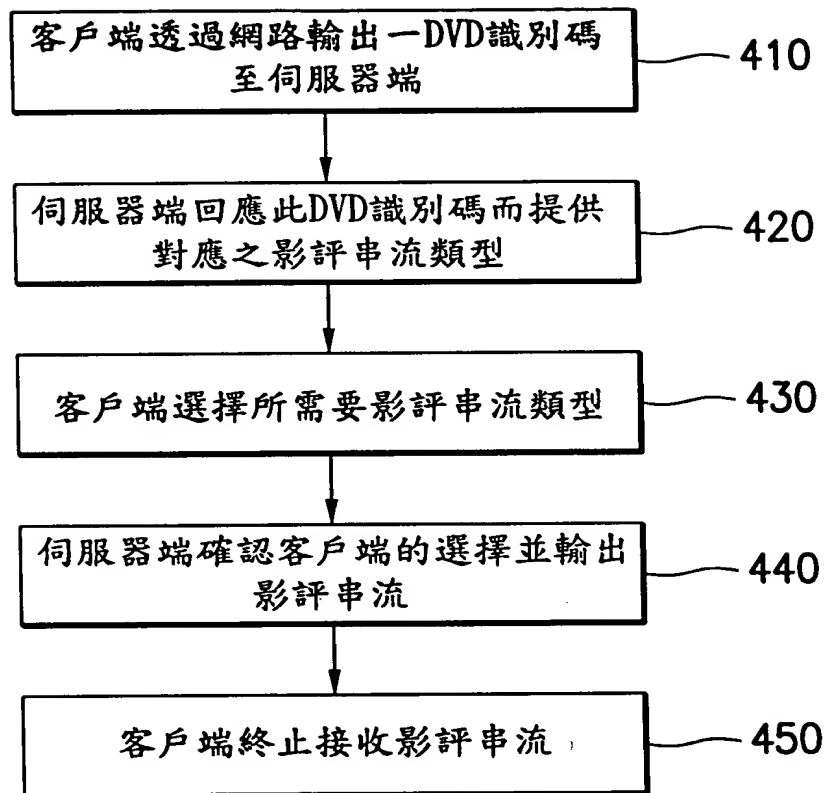 客戶端透過網路輸出一DVD識別碼
至伺服器端
410
伺服器端回應此DVD識別碼而提供
對應之影評串流類型
420
客戶端選擇所需要影評串流類型
430
伺服器端確認客戶端的選擇並輸出
影評串流
440
客戶端終止接收影評串流
450